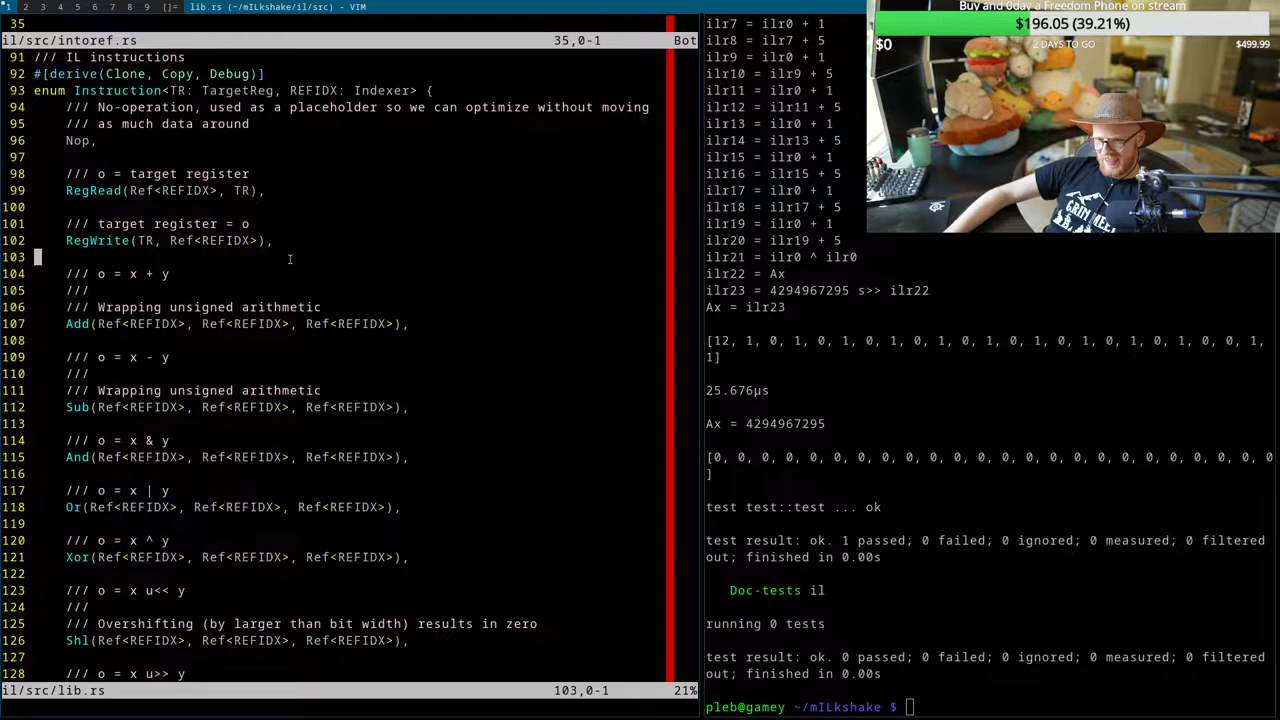 1 2 3 4 5 6 7 8 9 []= lib.rs (~/mILkshake/il/src) - VIM
35
il/src/intoref.rs 35,0-1 Bot
91 /// IL instructions
92 #[derive(Clone, Copy, Debug)]
93 enum Instruction<TR: TargetReg, REFIDX: Indexer> {
94 /// No-operation, used as a placeholder so we can optimize without moving
95 /// as much data around
96 Nop,
97
98 /// o = target register
99 RegRead(Ref<REFIDX>, TR),
100
101 /// target register = o
102 RegWrite(TR, Ref<REFIDX>),
103
104 /// o = x + y
105 ///
106 /// Wrapping unsigned arithmetic
107 Add(Ref<REFIDX>, Ref<REFIDX>, Ref<REFIDX>),
108
109 /// o = x - y
110 ///
111 /// Wrapping unsigned arithmetic
112 Sub(Ref<REFIDX>, Ref<REFIDX>, Ref<REFIDX>),
113
114 /// o = x & y
115 And(Ref<REFIDX>, Ref<REFIDX>, Ref<REFIDX>),
116
117 /// o = x | y
118 Or(Ref<REFIDX>, Ref<REFIDX>, Ref<REFIDX>),
119
120 /// o = x ^ y
121 Xor(Ref<REFIDX>, Ref<REFIDX>, Ref<REFIDX>),
122
123 /// o = x u<< y
124 ///
125 /// Overshifting (by larger than bit width) results in zero
126 Shl(Ref<REFIDX>, Ref<REFIDX>, Ref<REFIDX>),
127
128 /// o = x u>> y
il/src/lib.rs 103,0-1 21%
ilr7 = ilr0 + 1
ilr8 = ilr7 + 5
ilr9 = ilr0 + 1
ilr10 = ilr9 + 5
ilr11 = ilr0 + 1
ilr12 = ilr11 + 5
ilr13 = ilr0 + 1
ilr14 = ilr13 + 5
ilr15 = ilr0 + 1
ilr16 = ilr15 + 5
ilr17 = ilr0 + 1
ilr18 = ilr17 + 5
ilr19 = ilr0 + 1
ilr20 = ilr19 + 5
ilr21 = ilr0 ^ ilr0
ilr22 = Ax
ilr23 = 4294967295 s>> ilr22
Ax = ilr23
[12, 1, 0, 1, 0, 1, 0, 1, 0, 1, 0, 1, 0, 1, 0, 1, 0, 1, 0, 1, 0, 0, 1,
1]
25.676µs
Ax = 4294967295
[0, 0, 0, 0, 0, 0, 0, 0, 0, 0, 0, 0, 0, 0, 0, 0, 0, 0, 0, 0, 0, 0, 0, 0
]
test test::test ... ok
test result: ok. 1 passed; 0 failed; 0 ignored; 0 measured; 0 filtered
out; finished in 0.00s
Doc-tests il
running 0 tests
test result: ok. 0 passed; 0 failed; 0 ignored; 0 measured; 0 filtered
out; finished in 0.00s
pleb@gamey ~/mILkshake $
Buy and 0day a Freedom Phone on stream
$196.05 (39.21%)
$0 2 DAYS TO GO $499.99